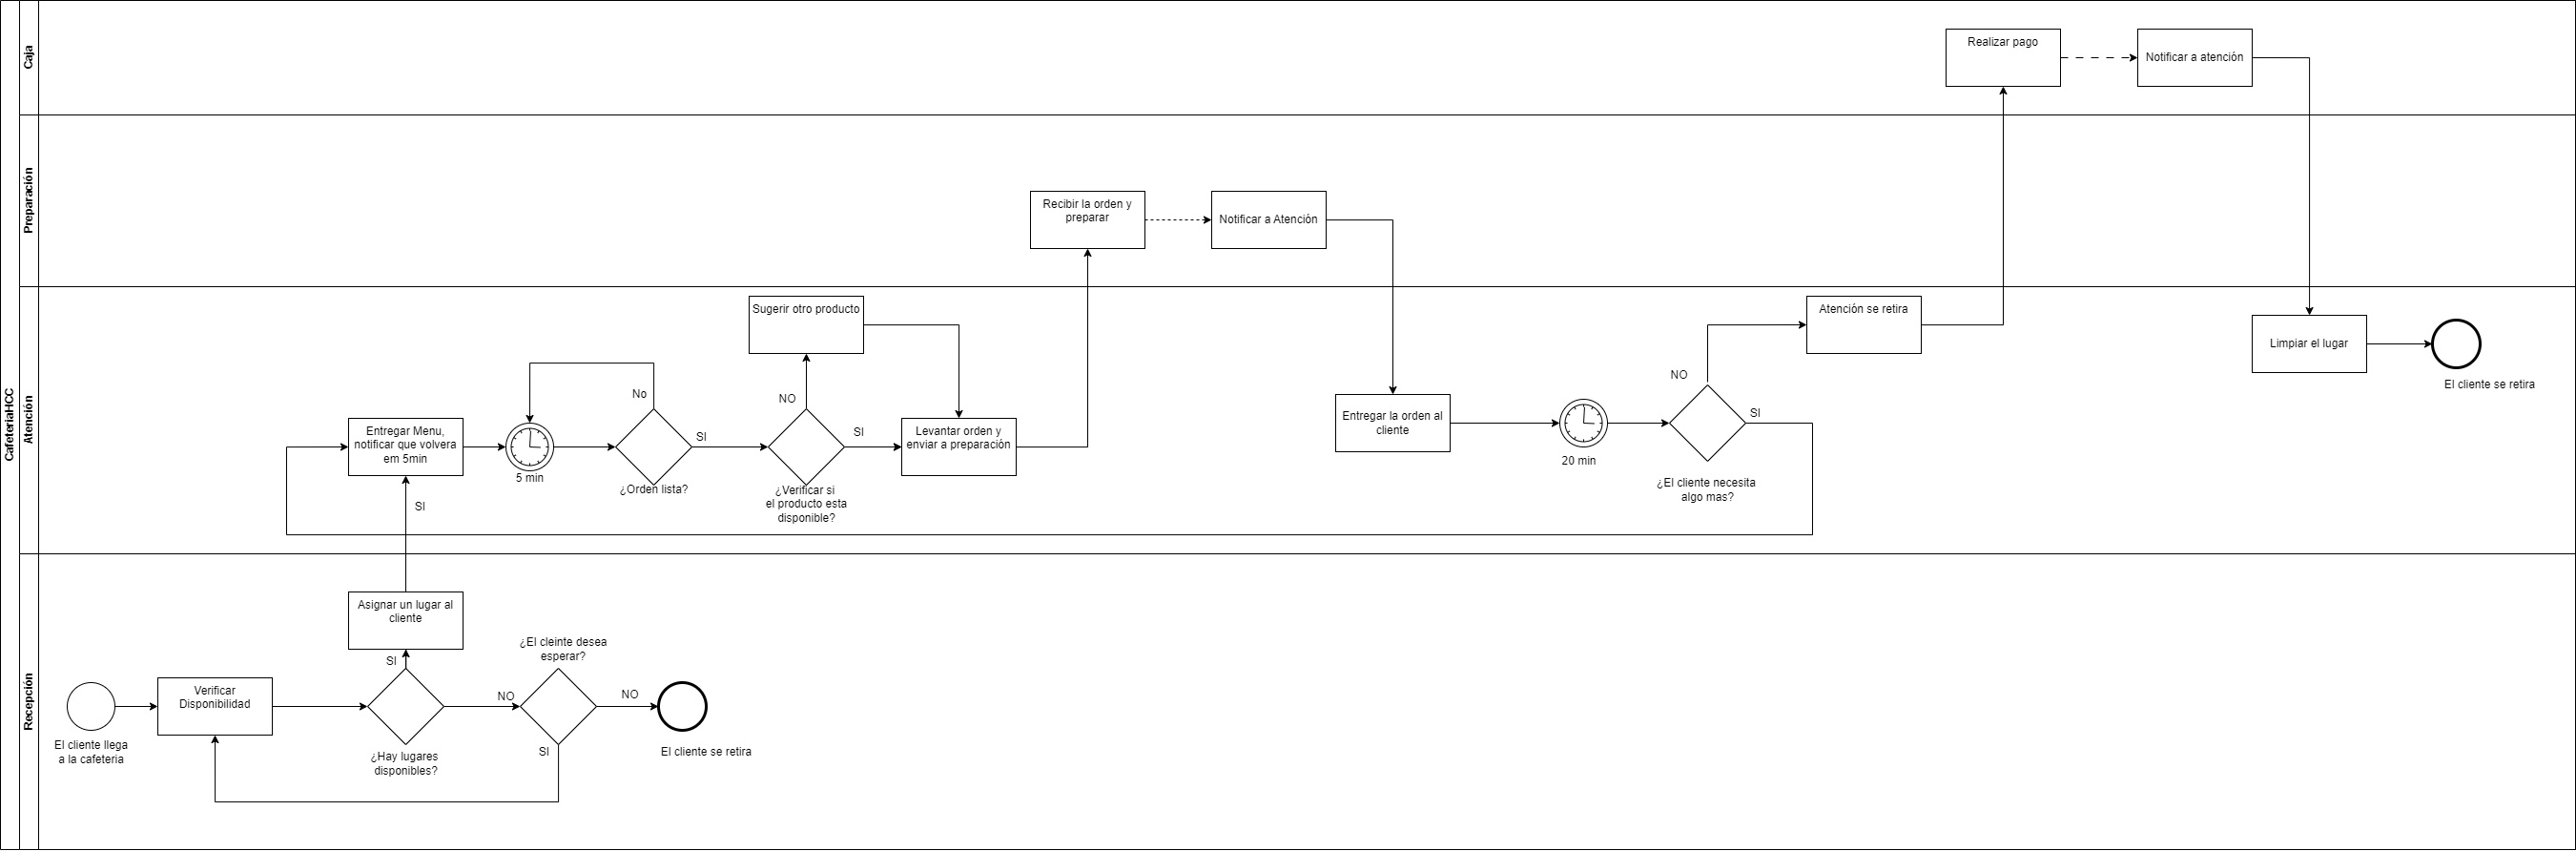 CafeteriaHCC
Caja
Realizar pago
Notificar a atención
Preparación
Recibir la orden y
preparar
Notificar a Atención
Atención
Entregar Menu,
notificar que volvera
em 5min
SI
5 min
No
¿Orden lista?
SI
Sugerir otro producto
NO
¿Verificar si
el producto esta
disponible?
SI
Levantar orden y
enviar a preparación
Entregar la orden al
cliente
20 min
NO
SI
¿El cliente necesita
algo mas?
Atención se retira
Limpiar el lugar
El cliente se retira
Recepción
El cliente llega
a la cafeteria
Verificar
Disponibilidad
Asignar un lugar al
cliente
SI
¿Hay lugares
disponibles?
NO
¿El cleinte desea
esperar?
SI
NO
El cliente se retira